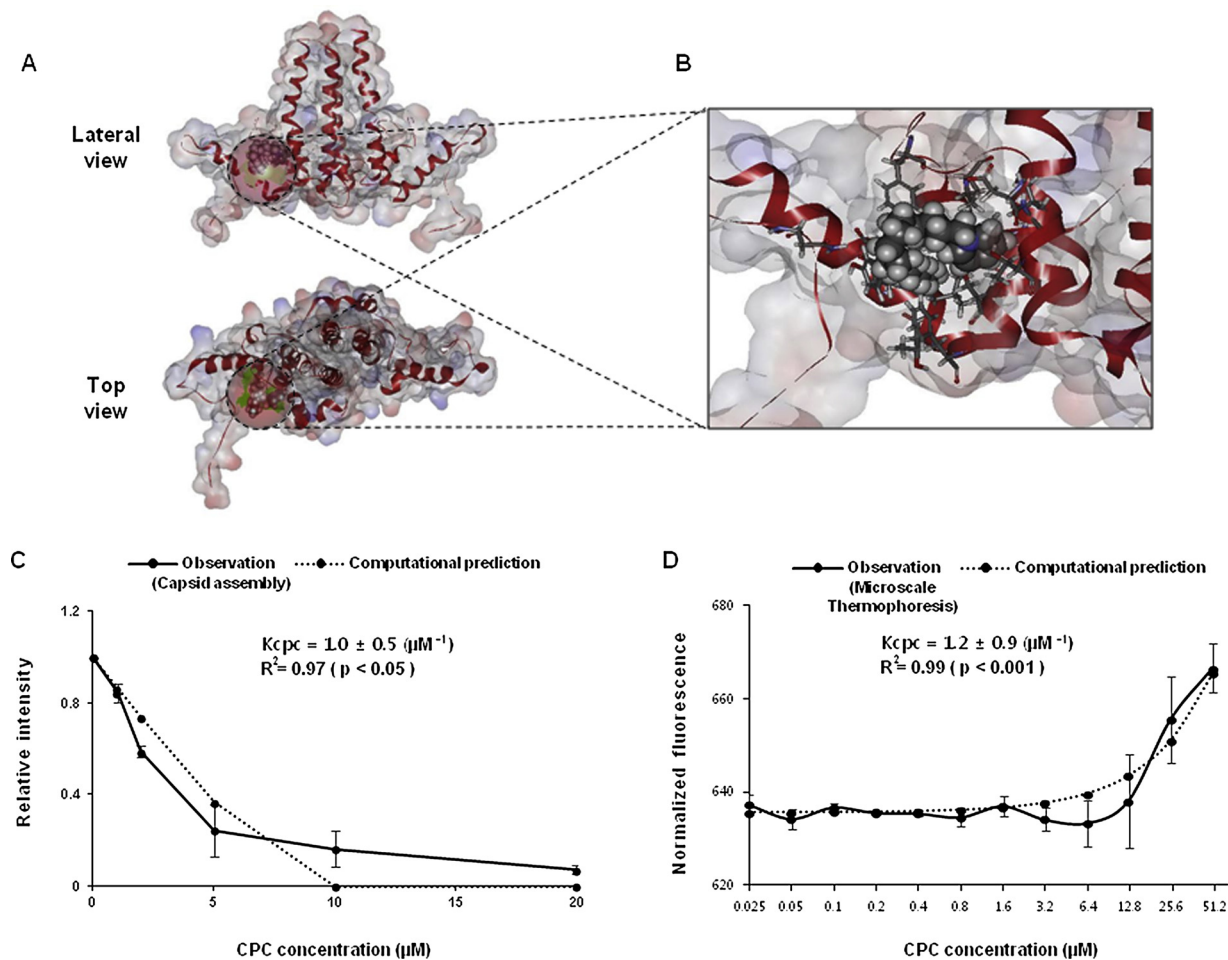 A
B
Lateral
view
Top
view
C
Observation
(Capsid assembly)
Computational prediction
Kcpc = 1.0 ± 0.5 (µM⁻¹)
R²= 0.97 ( p < 0.05 )
Relative intensity
1.2
0.8
0.4
0
0
5
10
15
20
CPC concentration (µM)
D
Observation
(Microscale
Thermophoresis)
Computational prediction
Kcpc = 1.2 ± 0.9 (µM⁻¹)
R²= 0.99 ( p < 0.001 )
Normalized fluorescence
680
660
640
620
0.025 0.05 0.1 0.2 0.4 0.8 1.6 3.2 6.4 12.8 25.6 51.2
CPC concentration (µM)